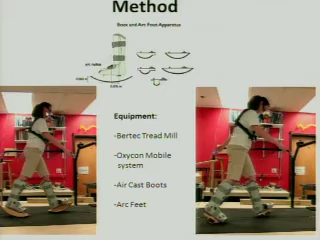 Method
Boot and Arc Foot Apparatus
Equipment:
-Bertec Tread Mill
-Oxycon Mobile
system
-Air Cast Boots
-Arc Feet